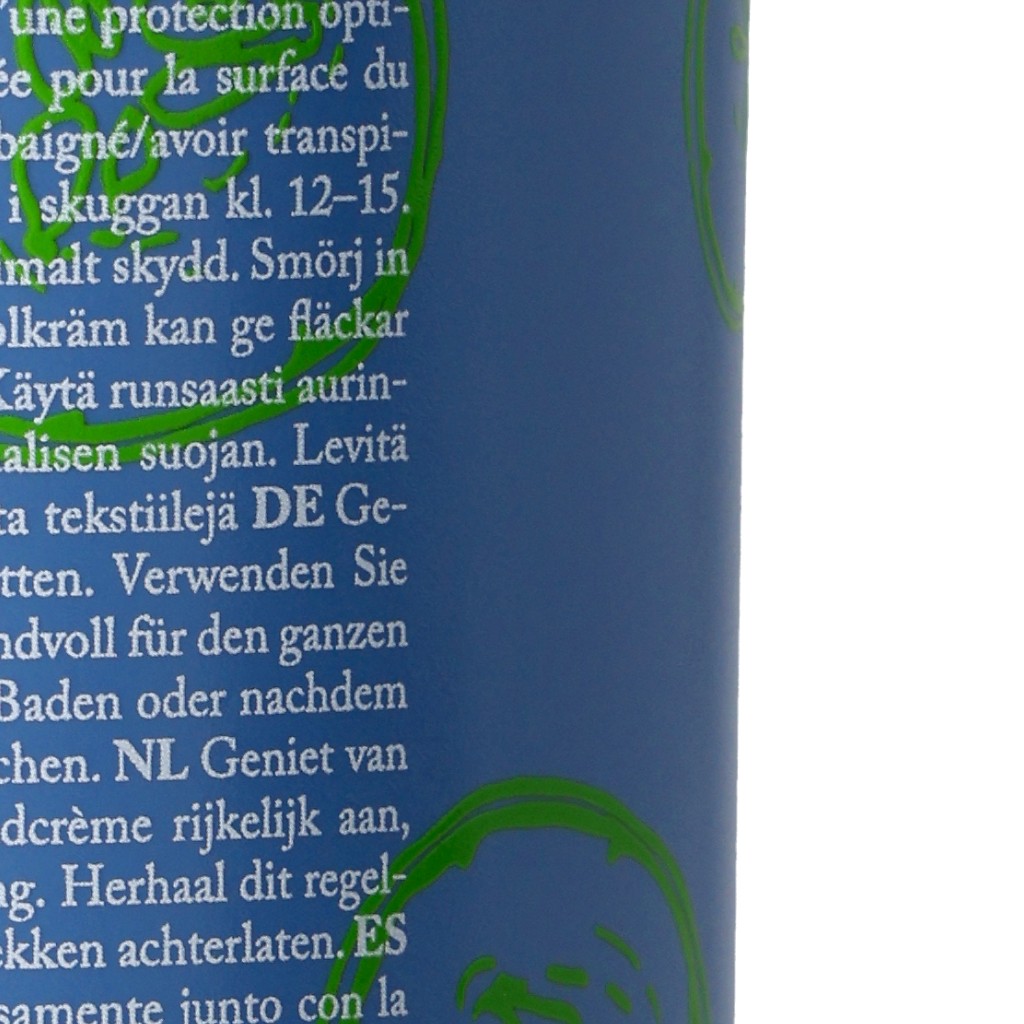 une protection opti-
ée pour la surface du
baigné/avoir transpi-
i skuggan kl. 12–15.
imalt skydd. Smörj in
olkräm kan ge fläckar
Käytä runsaasti aurin-
alisen suojan. Levitä
ta tekstiilejä DE Ge-
tten. Verwenden Sie
ndvoll für den ganzen
Baden oder nachdem
chen. NL Geniet van
dcrème rijkelijk aan,
ng. Herhaal dit regel-
ekken achterlaten. ES
samente junto con la